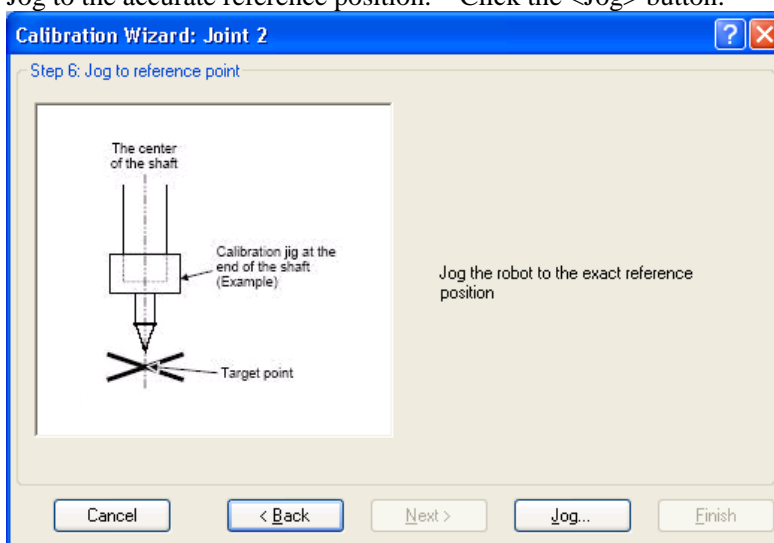 Jog to the accurate reference position. Click the <Jog> button.
Calibration Wizard: Joint 2
Step 6: Jog to reference point
The center
of the shaft
Calibration jig at the
end of the shaft
(Example)
Target point
Jog the robot to the exact reference
position
Cancel
< Back
Next >
Jog...
Finish